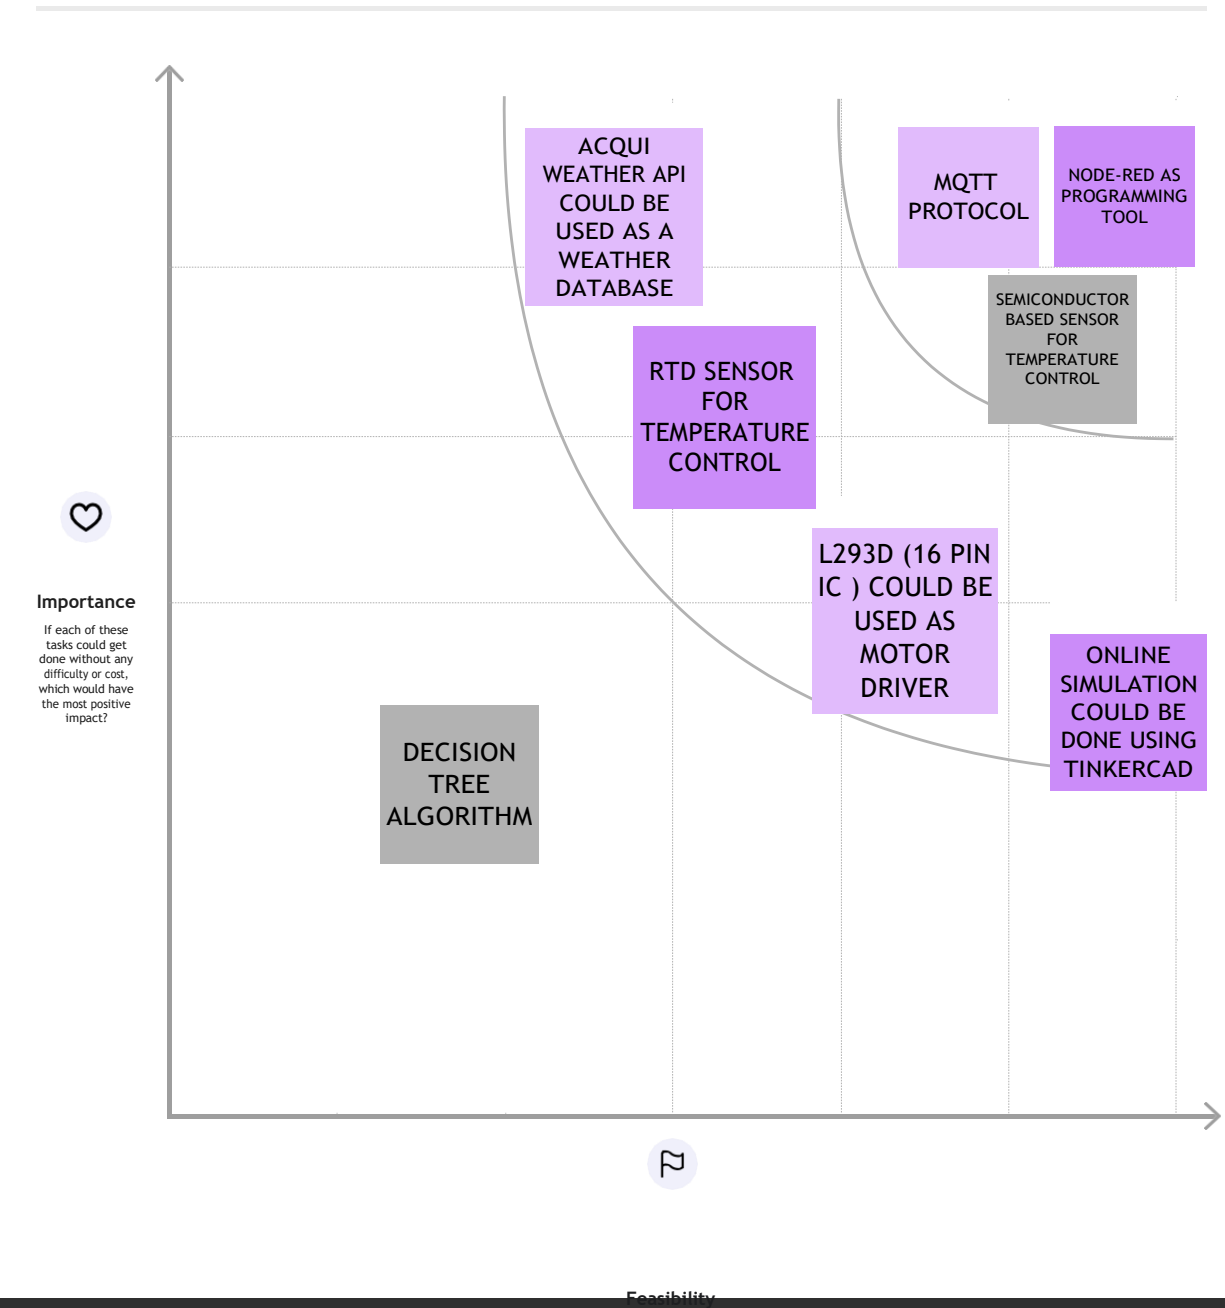 ACQUI
WEATHER API
COULD BE
USED AS A
WEATHER
DATABASE
MQTT
PROTOCOL
NODE-RED AS
PROGRAMMING
TOOL
SEMICONDUCTOR
BASED SENSOR
FOR
TEMPERATURE
CONTROL
RTD SENSOR
FOR
TEMPERATURE
CONTROL
L293D (16 PIN
IC ) COULD BE
USED AS
MOTOR
DRIVER
ONLINE
SIMULATION
COULD BE
DONE USING
TINKERCAD
DECISION
TREE
ALGORITHM
Importance
If each of these
tasks could get
done without any
difficulty or cost,
which would have
the most positive
impact?
Feasibility